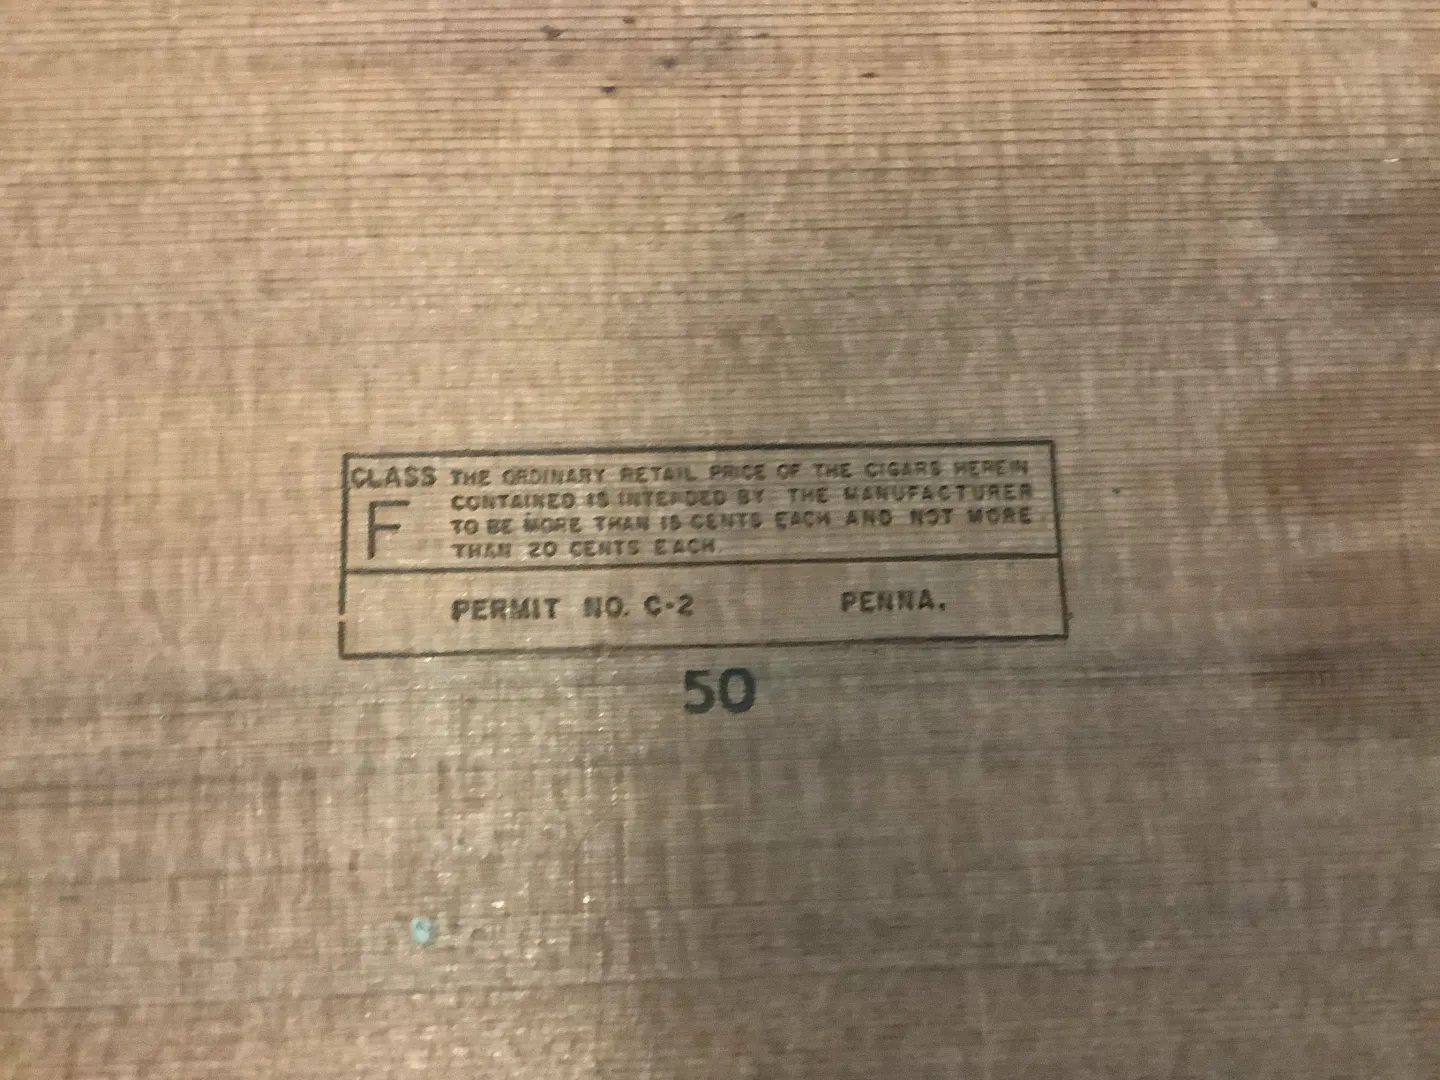 CLASS THE ORDINARY RETAIL PRICE OF THE CIGARS HEREIN
F CONTAINED IS INTENDED BY THE MANUFACTURER
TO BE MORE THAN 15 CENTS EACH AND NOT MORE
THAN 20 CENTS EACH.
PERMIT NO. C-2 PENNA.
50